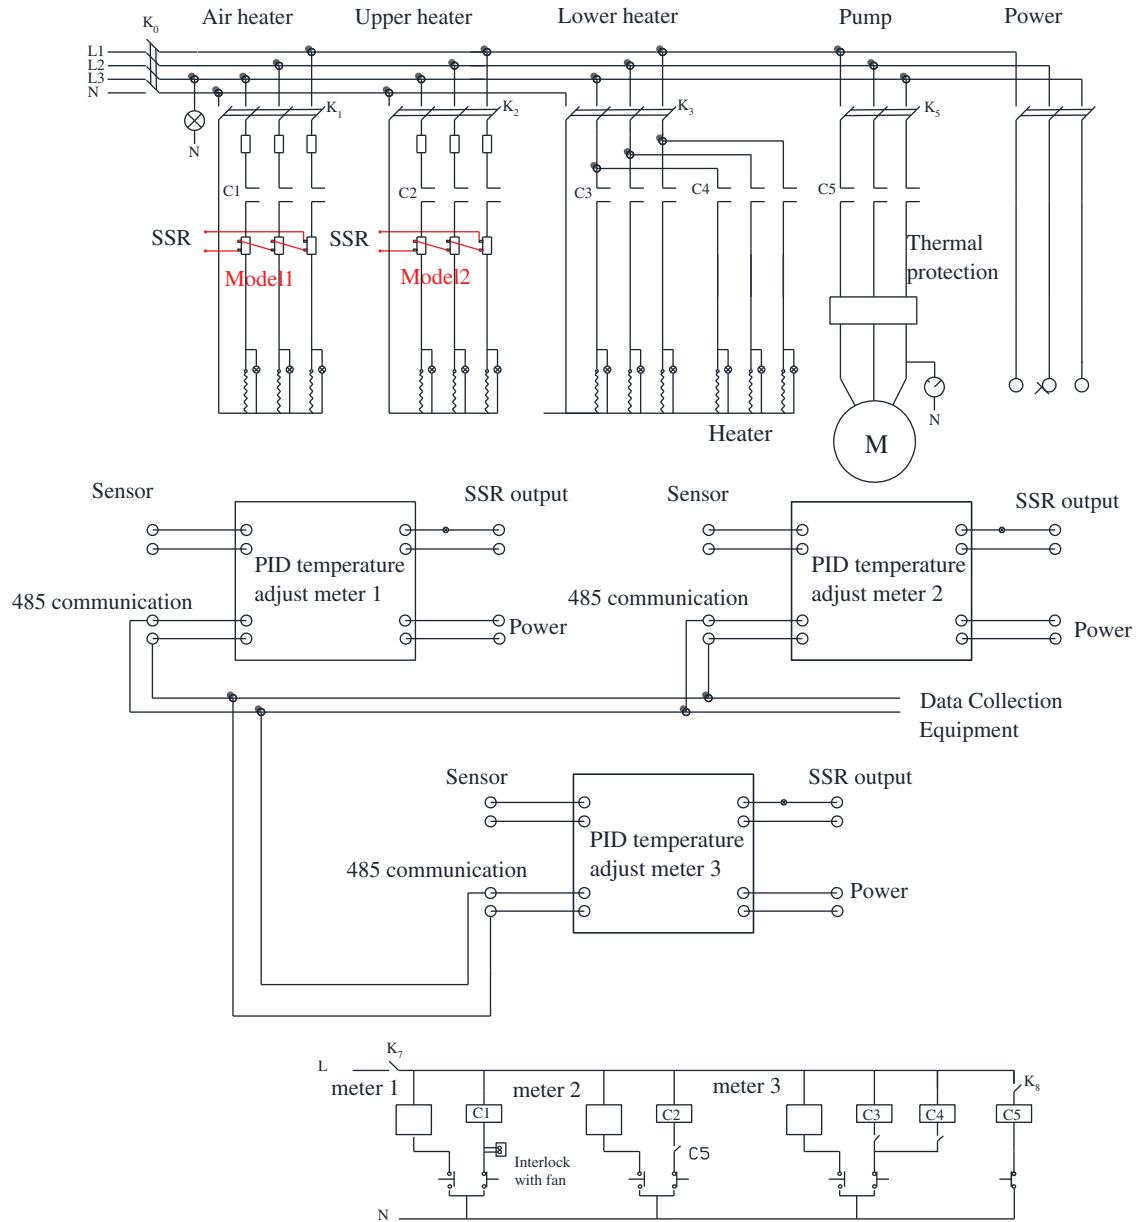 K0
Air heater
Upper heater
Lower heater
Pump
Power
L1
L2
L3
N
K1
K2
K3
K5
N
C1
C2
C3
C4
C5
SSR
SSR
Model1
Model2
Thermal
protection
Heater
M
N
Sensor
SSR output
Sensor
SSR output
PID temperature
adjust meter 1
PID temperature
adjust meter 2
485 communication
485 communication
Power
Power
Data Collection
Equipment
Sensor
SSR output
PID temperature
adjust meter 3
485 communication
Power
L
K7
meter 1
meter 2
meter 3
K8
C1
C2
C3
C4
C5
Interlock
with fan
C5
N